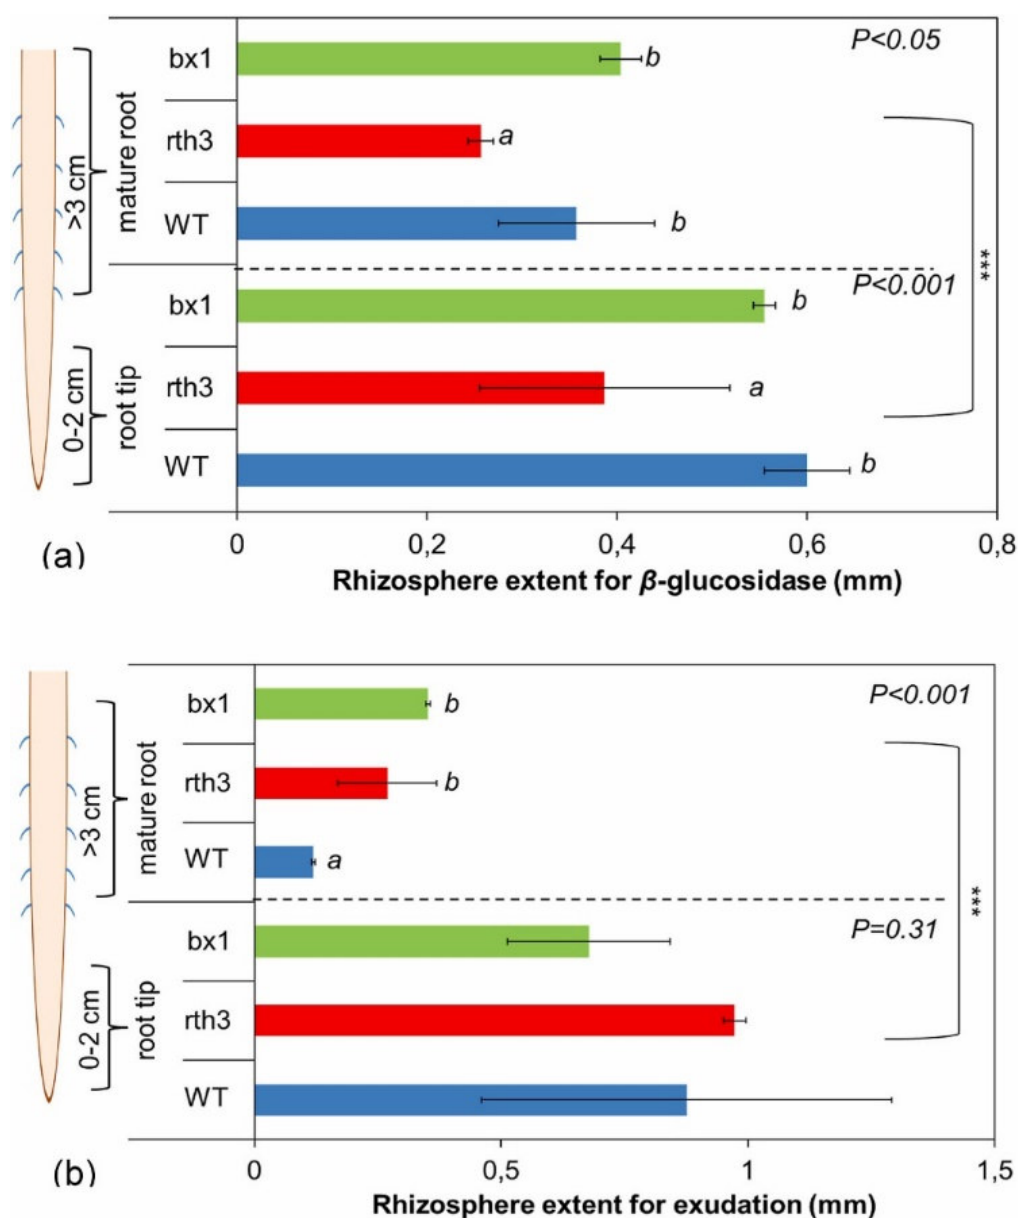 bx1 b P<0.05
rth3 a
WT b
>3 cm
mature root
bx1 b P<0.001
rth3 a
WT b
0-2 cm
root tip
***
0 0,2 0,4 0,6 0,8
(a)
Rhizosphere extent for β-glucosidase (mm)
bx1 b P<0.001
rth3 b
WT a
>3 cm
mature root
bx1 P=0.31
rth3
WT
0-2 cm
root tip
***
0 0,5 1 1,5
(b)
Rhizosphere extent for exudation (mm)